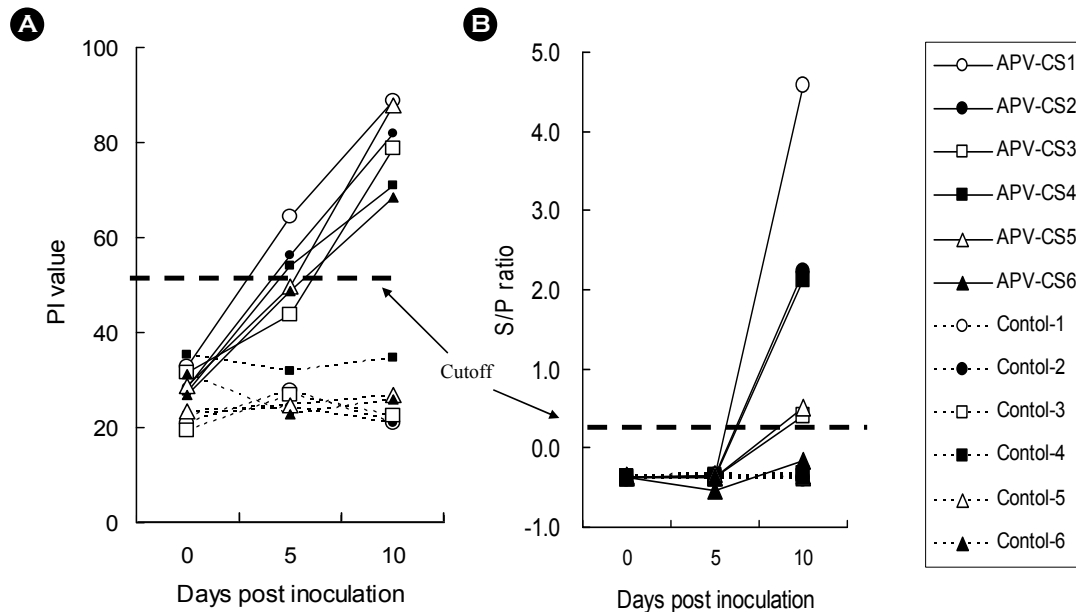 A
PI value
100
80
60
40
20
0
0 5 10
Days post inoculation
Cutoff
B
S/P ratio
5.0
4.0
3.0
2.0
1.0
0.0
-1.0
0 5 10
Days post inoculation
APV-CS1
APV-CS2
APV-CS3
APV-CS4
APV-CS5
APV-CS6
Contol-1
Contol-2
Contol-3
Contol-4
Contol-5
Contol-6